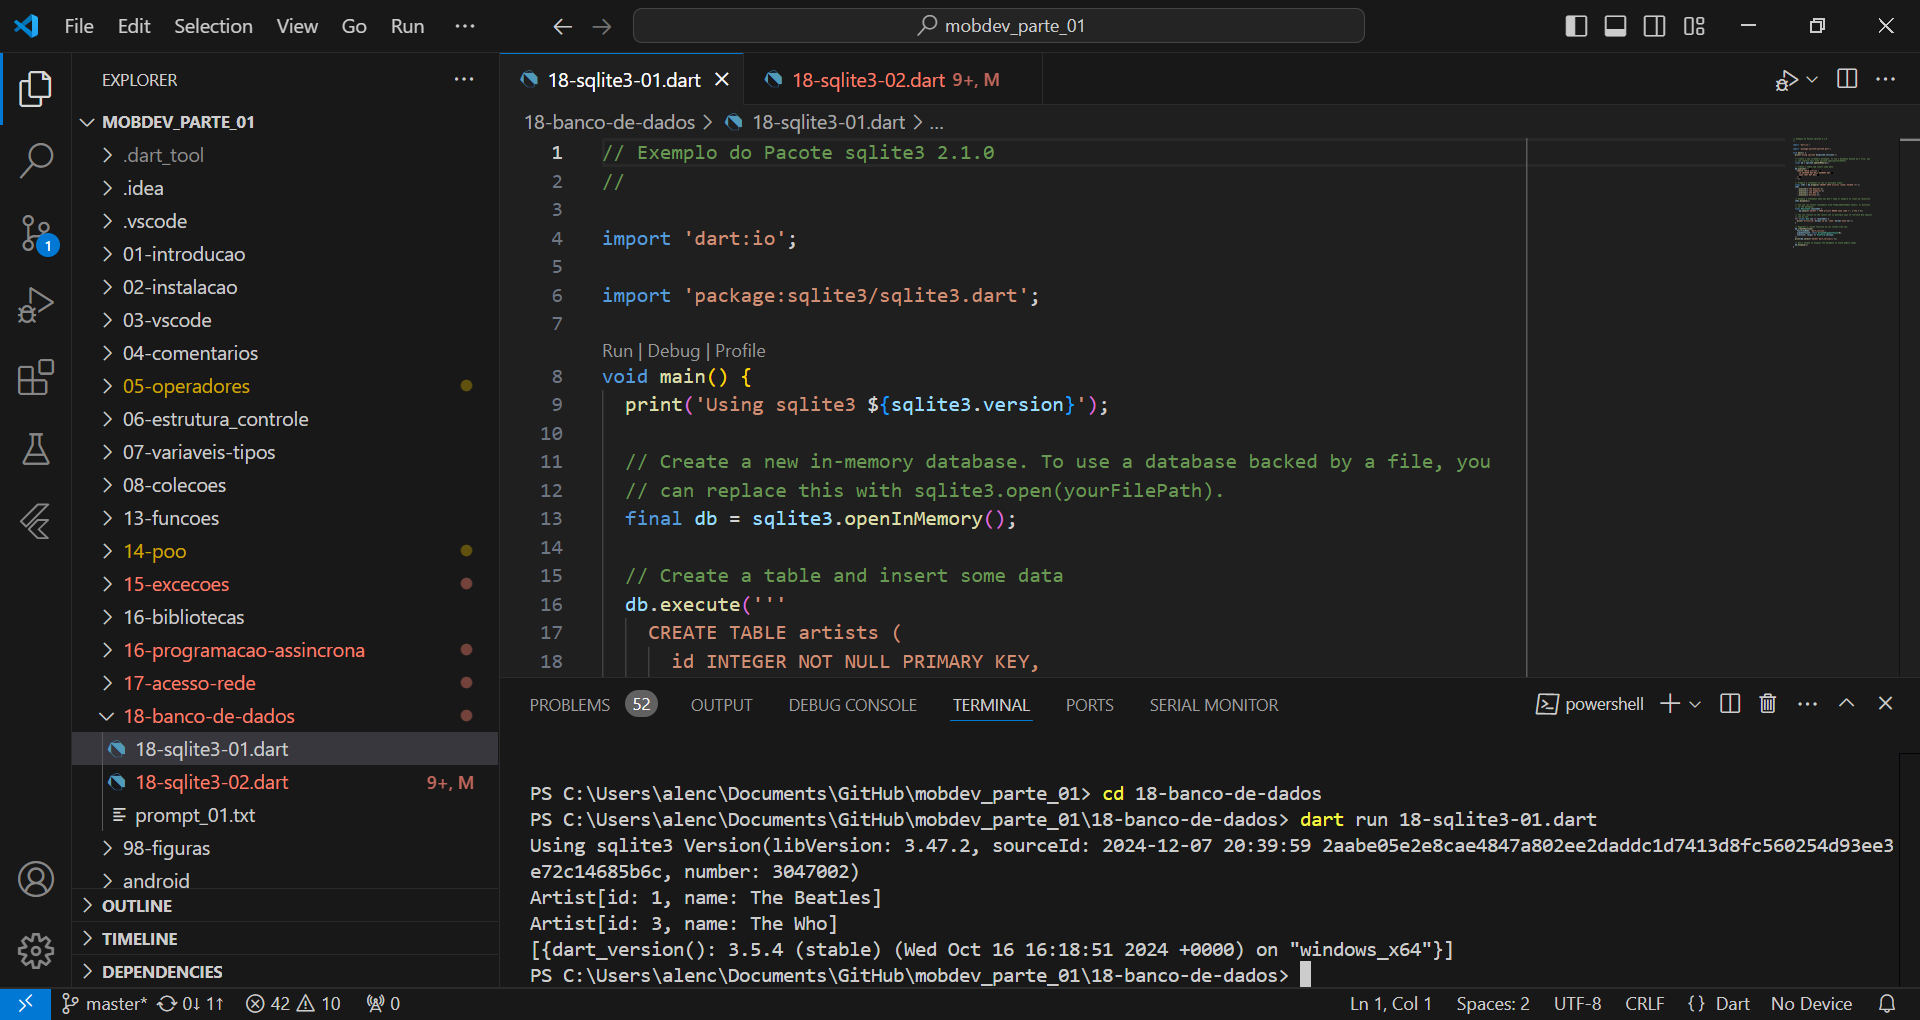 File Edit Selection View Go Run ···
mobdev_parte_01
EXPLORER ···
MOBDEV_PARTE_01
.dart_tool
.idea
.vscode
01-introducao
02-instalacao
03-vscode
04-comentarios
05-operadores
06-estrutura_controle
07-variaveis-tipos
08-colecoes
13-funcoes
14-poo
15-excecoes
16-bibliotecas
16-programacao-assincrona
17-acesso-rede
18-banco-de-dados
18-sqlite3-01.dart
18-sqlite3-02.dart 9+, M
prompt_01.txt
98-figuras
android
OUTLINE
TIMELINE
DEPENDENCIES
1
18-sqlite3-01.dart
18-sqlite3-02.dart 9+, M
18-banco-de-dados > 18-sqlite3-01.dart > ...
1 // Exemplo do Pacote sqlite3 2.1.0
2 //
3
4 import 'dart:io';
5
6 import 'package:sqlite3/sqlite3.dart';
7
Run | Debug | Profile
8 void main() {
9 print('Using sqlite3 ${sqlite3.version}');
10
11 // Create a new in-memory database. To use a database backed by a file, you
12 // can replace this with sqlite3.open(yourFilePath).
13 final db = sqlite3.openInMemory();
14
15 // Create a table and insert some data
16 db.execute('''
17 CREATE TABLE artists (
18 id INTEGER NOT NULL PRIMARY KEY,
PROBLEMS 52 OUTPUT DEBUG CONSOLE TERMINAL PORTS SERIAL MONITOR
powershell
PS C:\Users\alenc\Documents\GitHub\mobdev_parte_01> cd 18-banco-de-dados
PS C:\Users\alenc\Documents\GitHub\mobdev_parte_01\18-banco-de-dados> dart run 18-sqlite3-01.dart
Using sqlite3 Version(libVersion: 3.47.2, sourceId: 2024-12-07 20:39:59 2aabe05e2e8cae4847a802ee2daddc1d7413d8fc560254d93ee3
e72c14685b6c, number: 3047002)
Artist[id: 1, name: The Beatles]
Artist[id: 3, name: The Who]
[{dart_version(): 3.5.4 (stable) (Wed Oct 16 16:18:51 2024 +0000) on "windows_x64"}]
PS C:\Users\alenc\Documents\GitHub\mobdev_parte_01\18-banco-de-dados>
master* 0↓ 1↑ 42 10 0
Ln 1, Col 1 Spaces: 2 UTF-8 CRLF {} Dart No Device